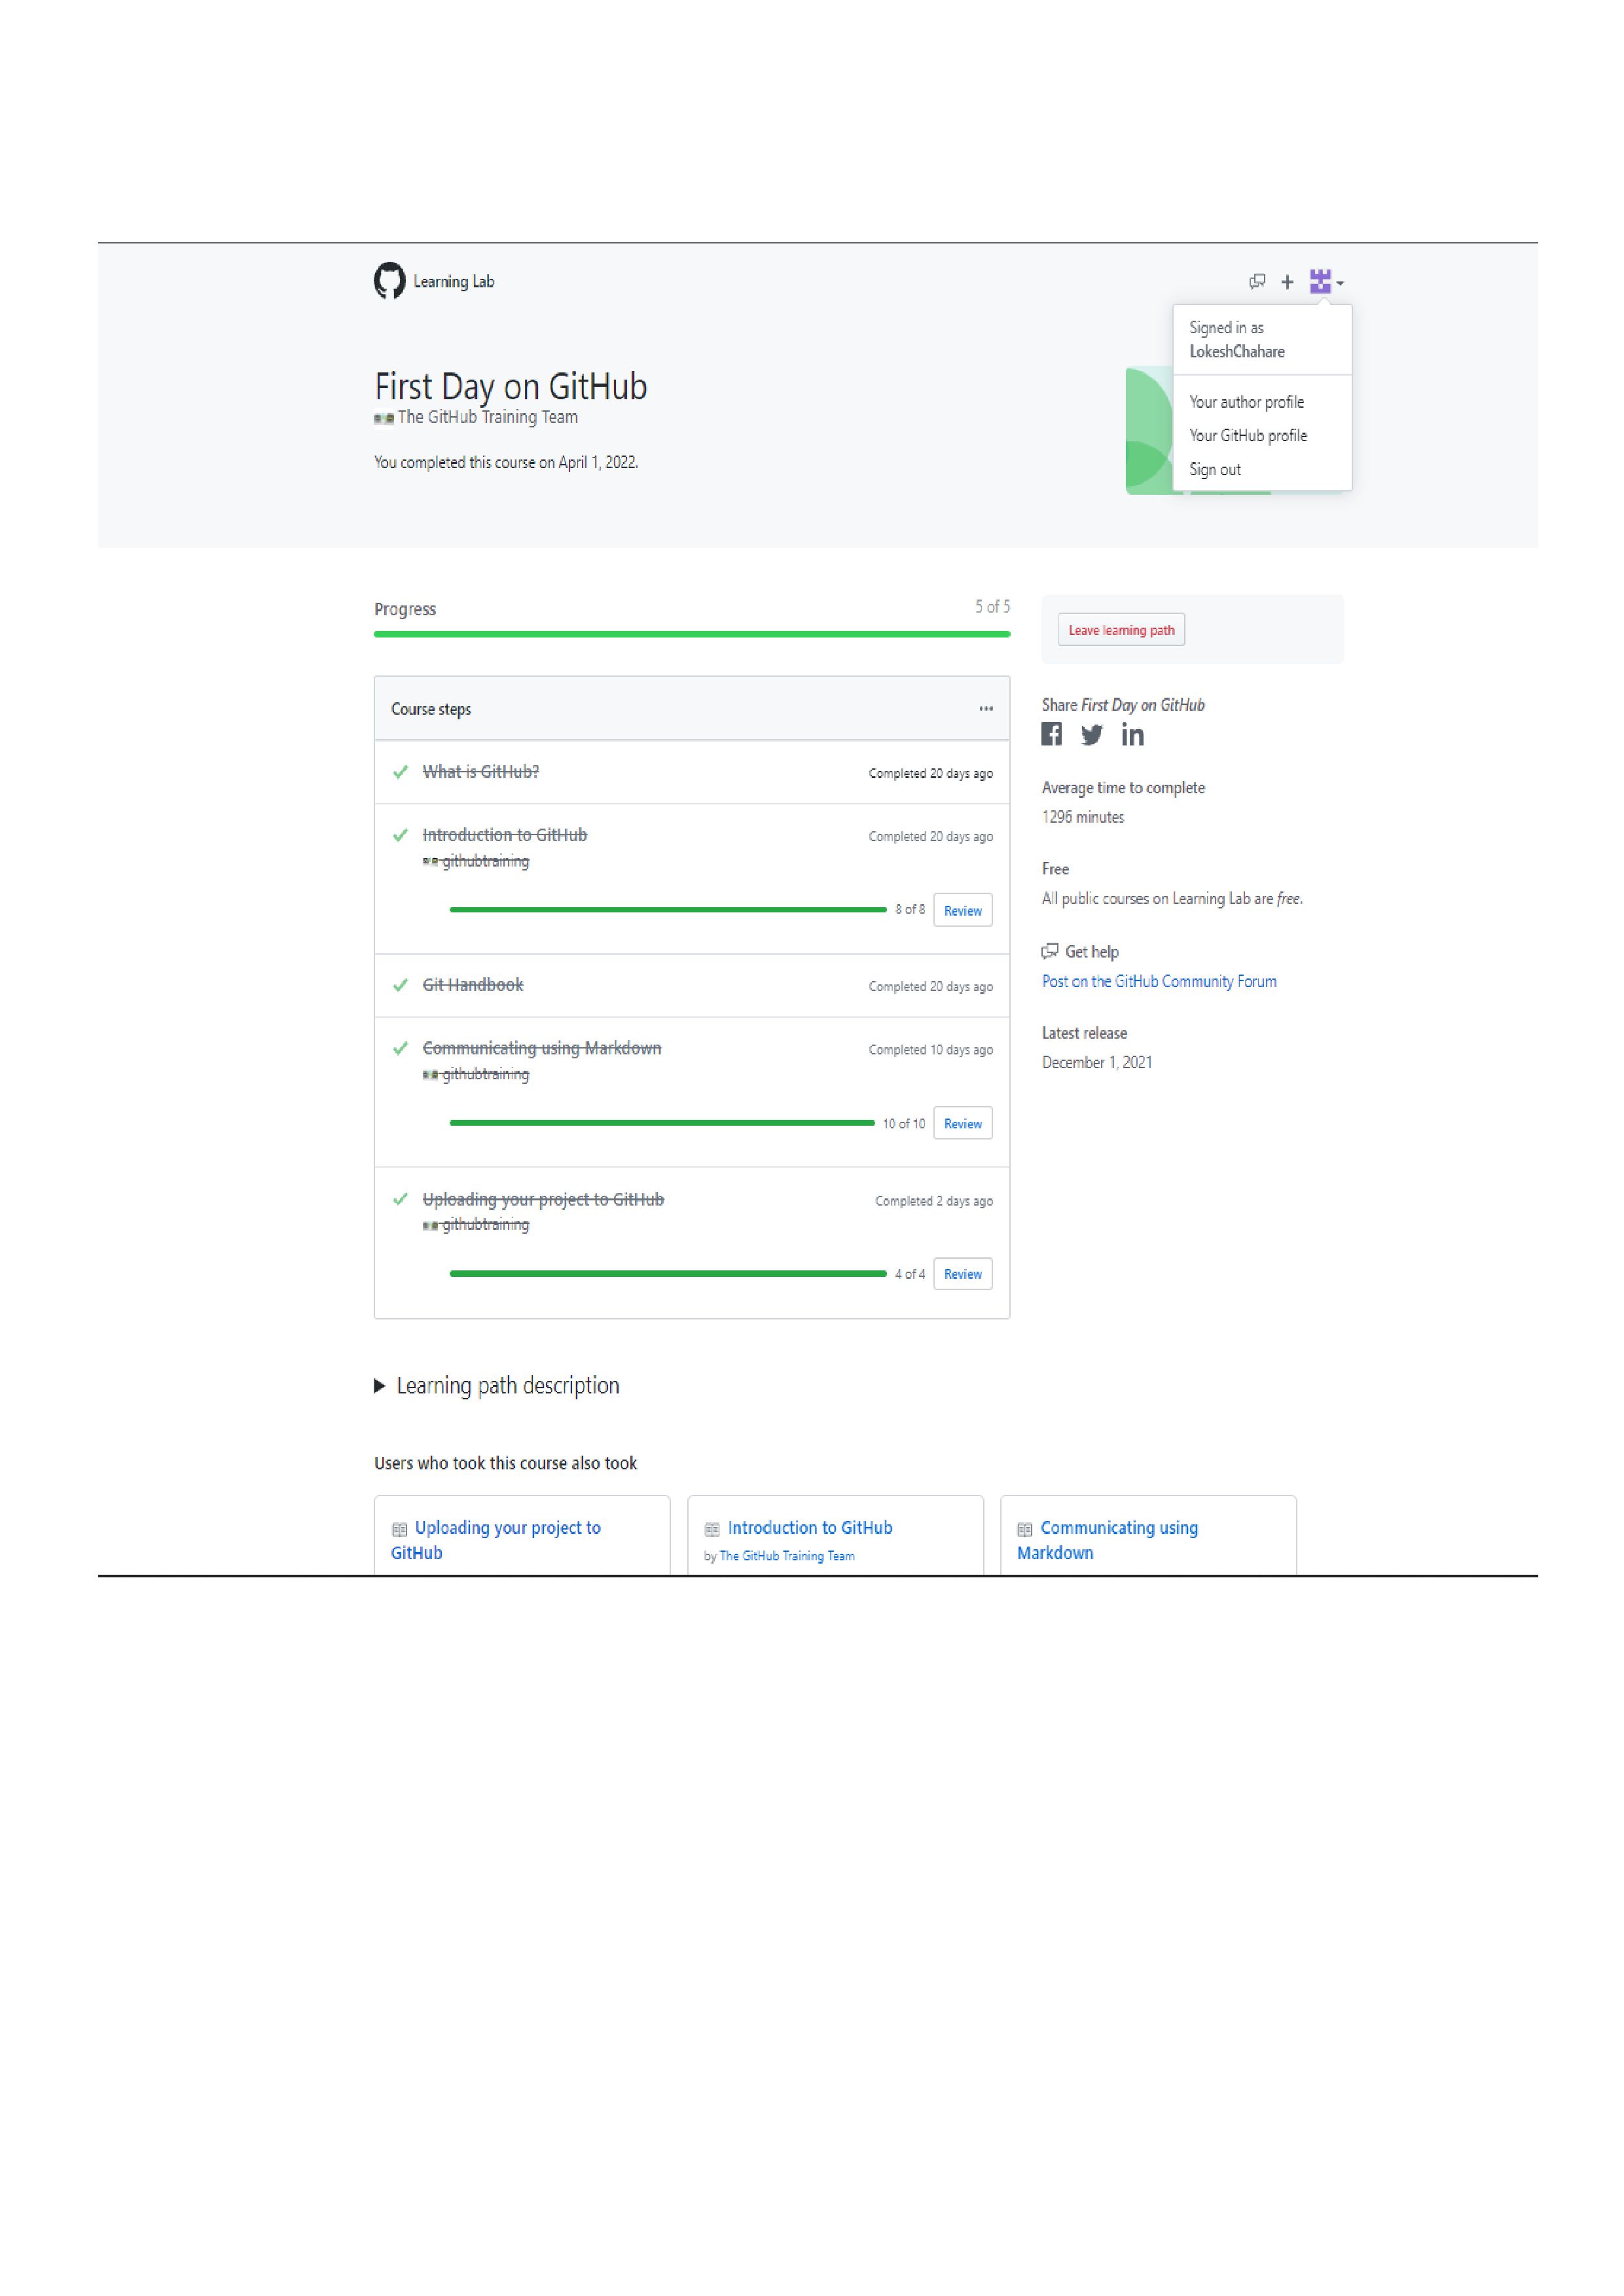 Learning Lab
Signed in as
LokeshChahare
Your author profile
Your GitHub profile
Sign out
First Day on GitHub
The GitHub Training Team
You completed this course on April 1, 2022.
Progress
5 of 5
Course steps
What is GitHub?
Completed 20 days ago
Introduction to GitHub
Completed 20 days ago
githubtraining
8 of 8
Review
Git Handbook
Completed 20 days ago
Communicating using Markdown
Completed 10 days ago
githubtraining
10 of 10
Review
Uploading your project to GitHub
Completed 2 days ago
githubtraining
4 of 4
Review
Leave learning path
Share First Day on GitHub
Average time to complete
1296 minutes
Free
All public courses on Learning Lab are free.
Get help
Post on the GitHub Community Forum
Latest release
December 1, 2021
Learning path description
Users who took this course also took
Uploading your project to
GitHub
Introduction to GitHub
by The GitHub Training Team
Communicating using
Markdown